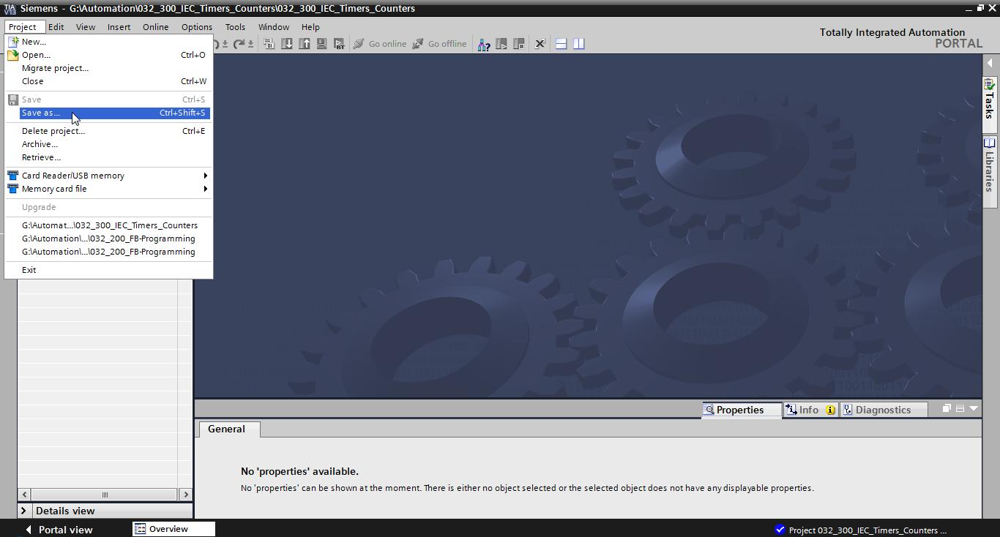 TIA
V13
Siemens - G:\Automation\032_300_IEC_Timers_Counters\032_300_IEC_Timers_Counters
Project Edit View Insert Online Options Tools Window Help
Totally Integrated Automation
PORTAL
Go online Go offline
New...
Open... Ctrl+O
Migrate project...
Close Ctrl+W
Save Ctrl+S
Save as... Ctrl+Shift+S
Delete project... Ctrl+E
Archive...
Retrieve...
Card Reader/USB memory
Memory card file
Upgrade
G:\Automat...\032_300_IEC_Timers_Counters
G:\Automation\...\032_200_FB-Programming
G:\Automation\...\032_200_FB-Programming
Exit
Tasks
Libraries
Properties Info Diagnostics
General
No 'properties' available.
No 'properties' can be shown at the moment. There is either no object selected or the selected object does not have any displayable properties.
Details view
Portal view Overview Project 032_300_IEC_Timers_Counters ...